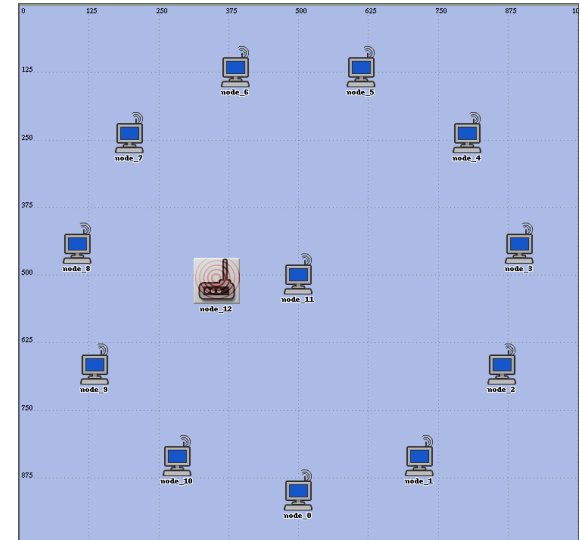 0 125 250 375 500 625 750 875 10
125
node_6 node_5
250
node_7 node_4
375
node_8 node_3
500
node_11
node_12
625
node_9 node_2
750
node_10 node_1
875
node_0